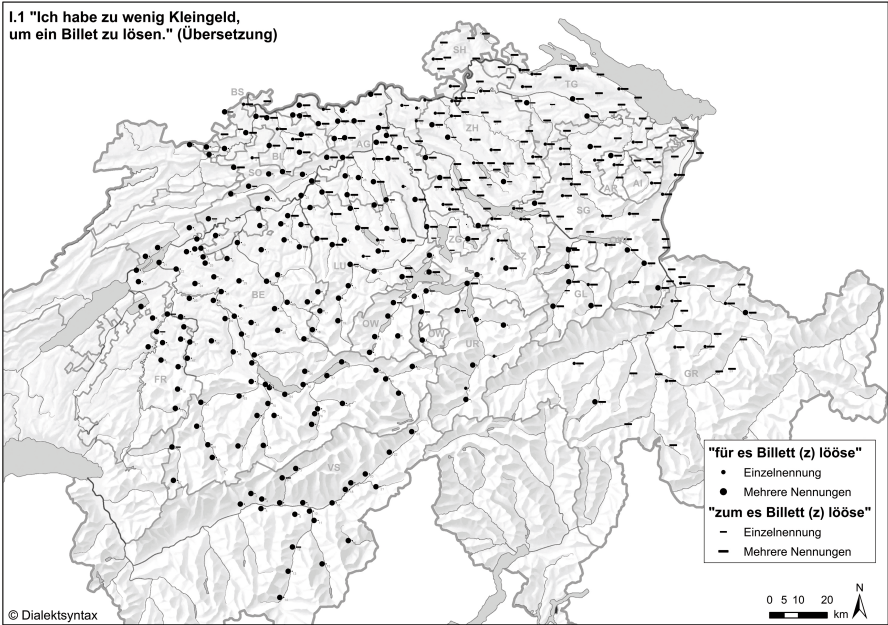 I.1 "Ich habe zu wenig Kleingeld,
um ein Billet zu lösen." (Übersetzung)
SH
BS
TG
ZH
BL
AG
SO
AR
AI
SG
ZG
LU
BE
GL
OW
UR
FR
GR
VS
"für es Billett (z) lööse"
Einzelnennung
Mehrere Nennungen
"zum es Billett (z) lööse"
Einzelnennung
Mehrere Nennungen
N
0 5 10 20
km
© Dialektsyntax